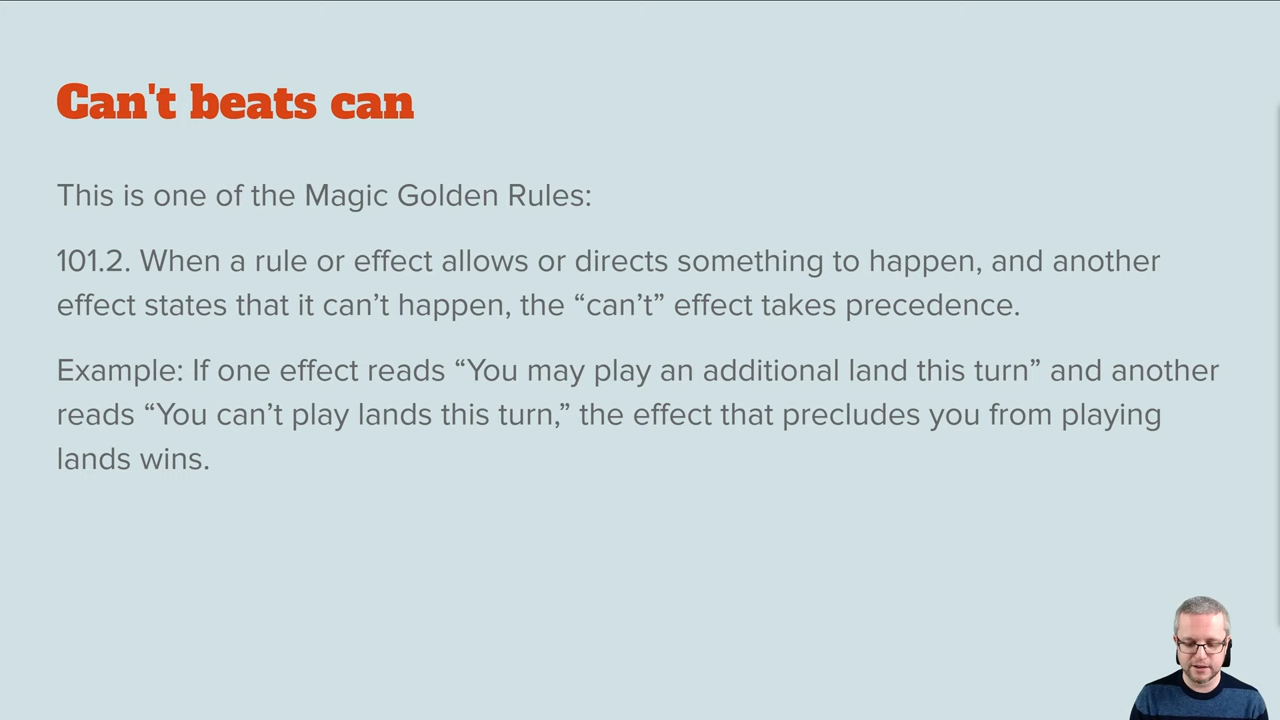 Can't beats can
This is one of the Magic Golden Rules:
101.2. When a rule or effect allows or directs something to happen, and another
effect states that it can’t happen, the “can’t” effect takes precedence.
Example: If one effect reads “You may play an additional land this turn” and another
reads “You can’t play lands this turn,” the effect that precludes you from playing
lands wins.